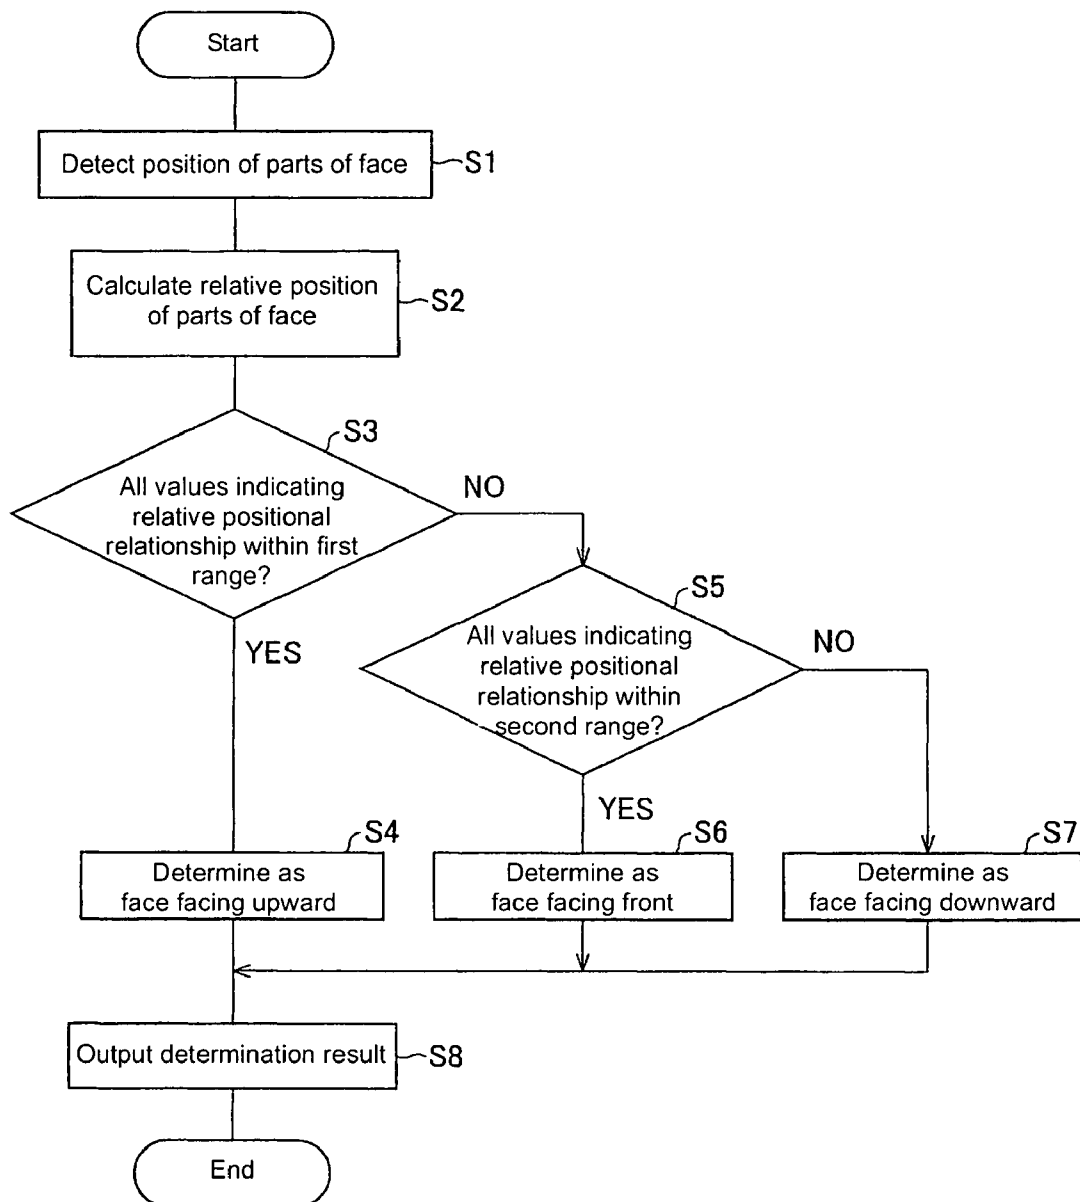 Start
Detect position of parts of face
S1
Calculate relative position
of parts of face
S2
S3
All values indicating
relative positional
relationship within first
range?
NO
YES
S5
All values indicating
relative positional
relationship within
second range?
NO
YES
S4
Determine as
face facing upward
S6
Determine as
face facing front
S7
Determine as
face facing downward
Output determination result
S8
End